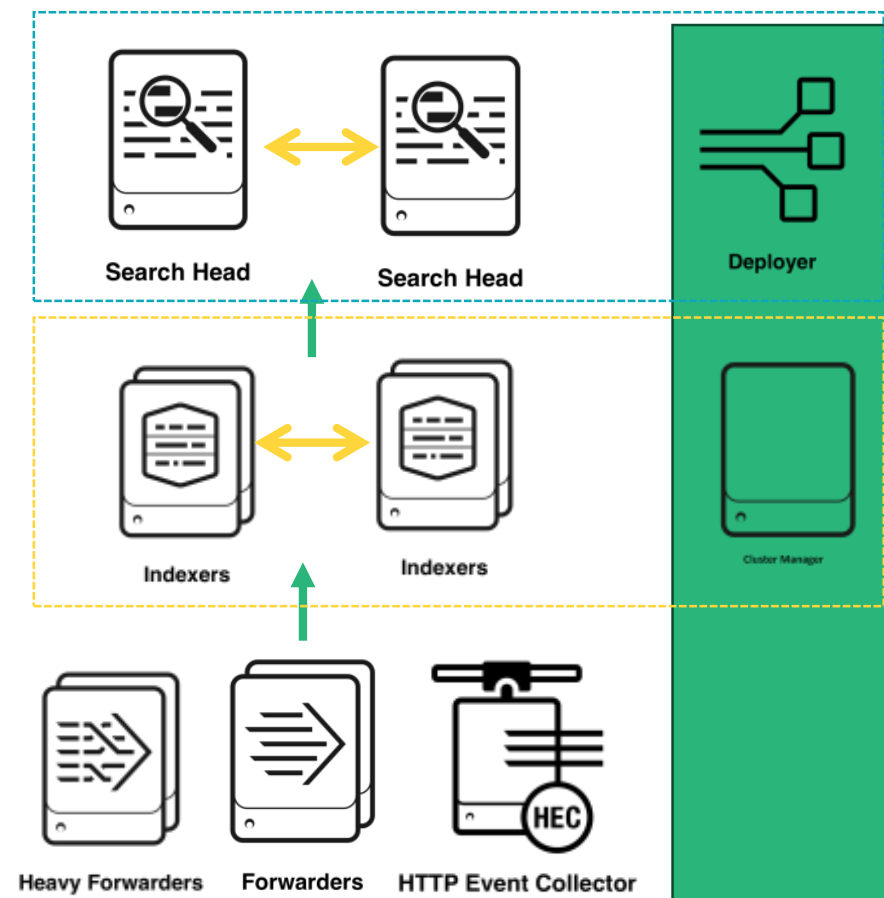 Search Head
Search Head
Deployer
Indexers
Indexers
Cluster Manager
HEC
Heavy Forwarders
Forwarders
HTTP Event Collector